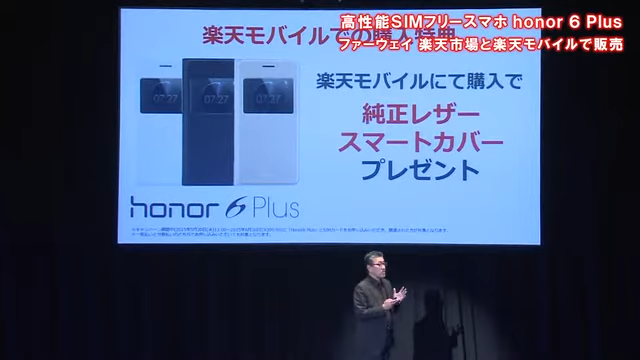 高性能SIMフリースマホ honor 6 Plus
ファーウェイ 楽天市場と楽天モバイルで販売
楽天モバイルでの購入特典
楽天モバイルにて購入で
純正レザー
スマートカバー
プレゼント
07:27
07:27
07:27
honor 6 Plus